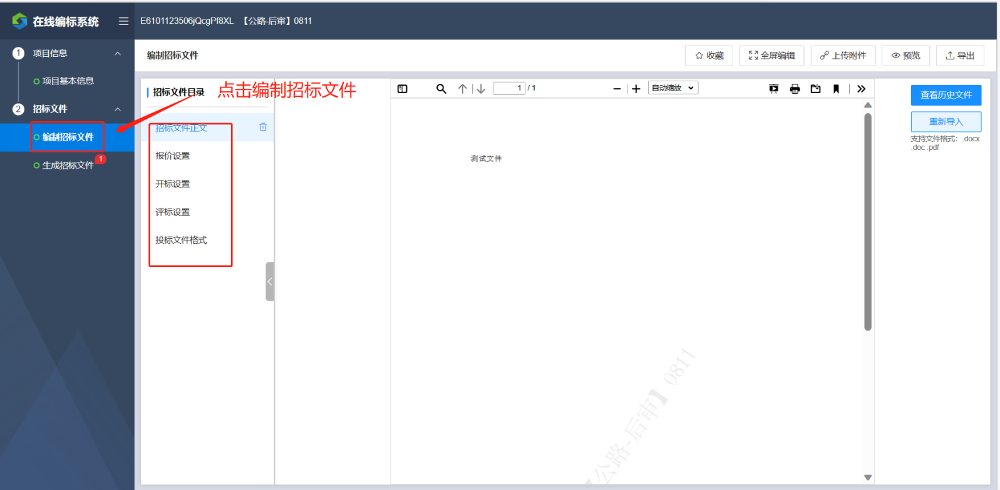 在线编标系统
E6101123506jQcgPf8XL 【公路-后审】0811
1 项目信息
项目基本信息
2 招标文件
编制招标文件
生成招标文件 1
编制招标文件
收藏
全屏编辑
上传附件
预览
导出
招标文件目录
点击编制招标文件
招标文件正文
报价设置
开标设置
评标设置
投标文件格式
1 / 1
自动缩放
测试文件
【公路-后审】0811
查看历史文件
重新导入
支持文件格式：.docx
.doc .pdf